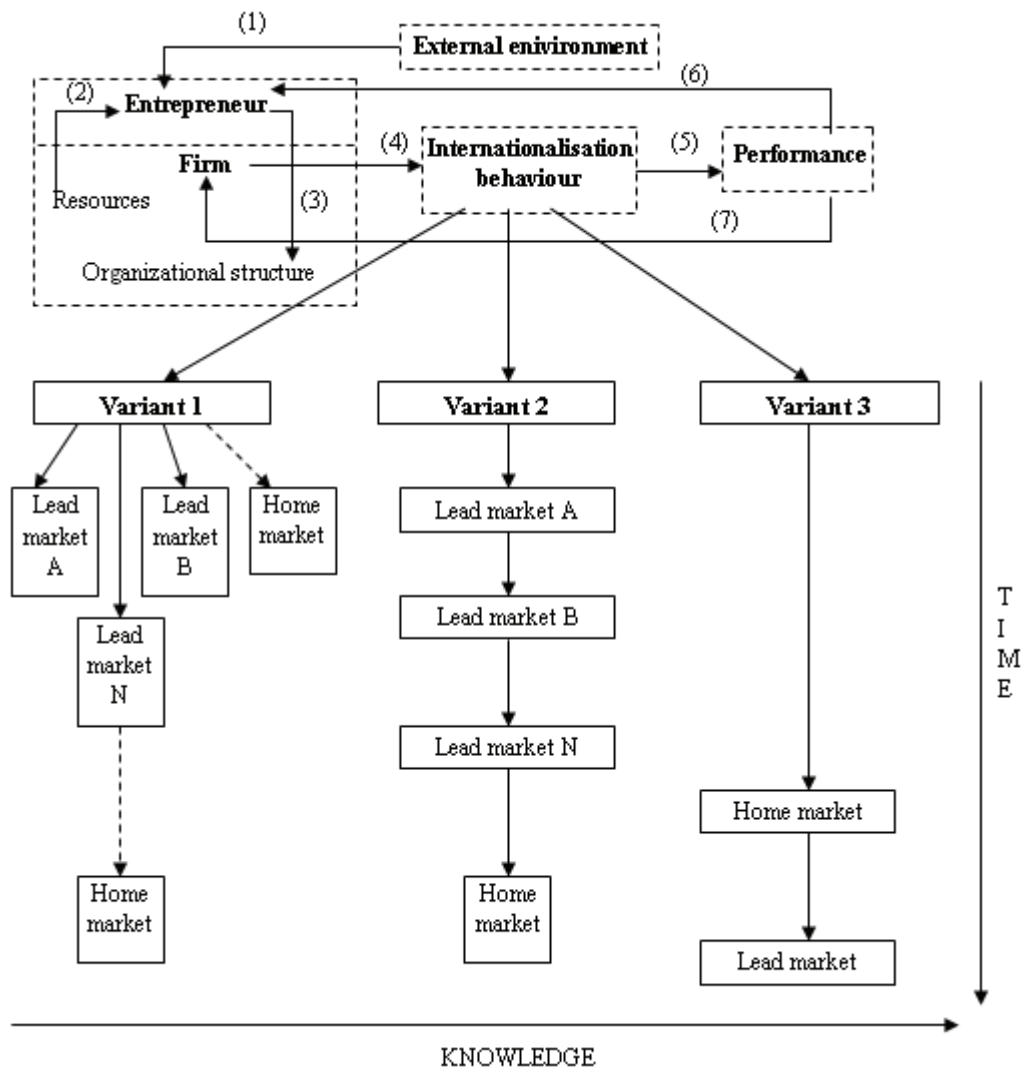 (1)
External enivironment
(2)
Entrepreneur
(6)
Firm
(4)
Internationalisation
behaviour
(5)
Performance
Resources
(3)
(7)
Organizational structure
Variant 1
Variant 2
Variant 3
Lead
market
A
Lead
market
B
Home
market
Lead market A
Lead
market
N
Lead market B
Lead market N
Home market
Home
market
Home
market
Lead market
T
I
M
E
KNOWLEDGE